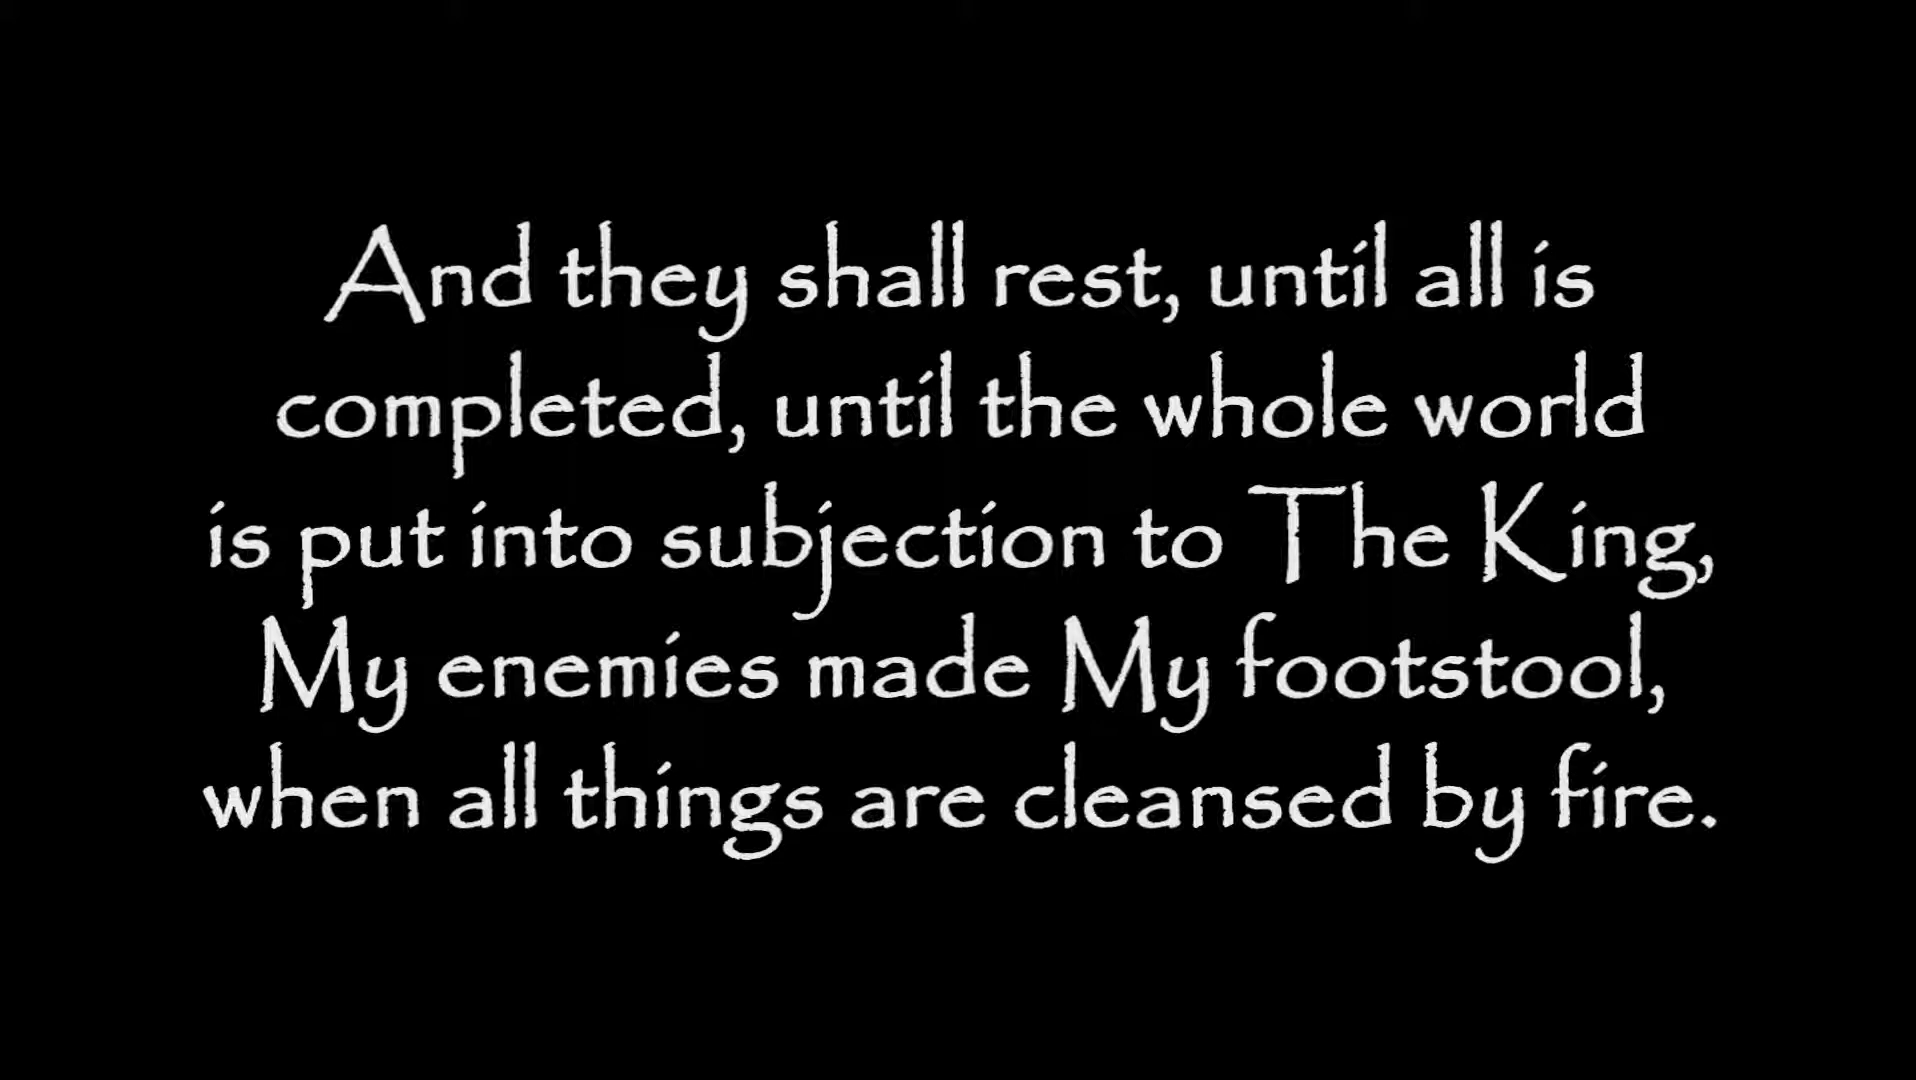 And they shall rest, until all is
completed, until the whole world
is put into subjection to The King,
My enemies made My footstool,
when all things are cleansed by fire.